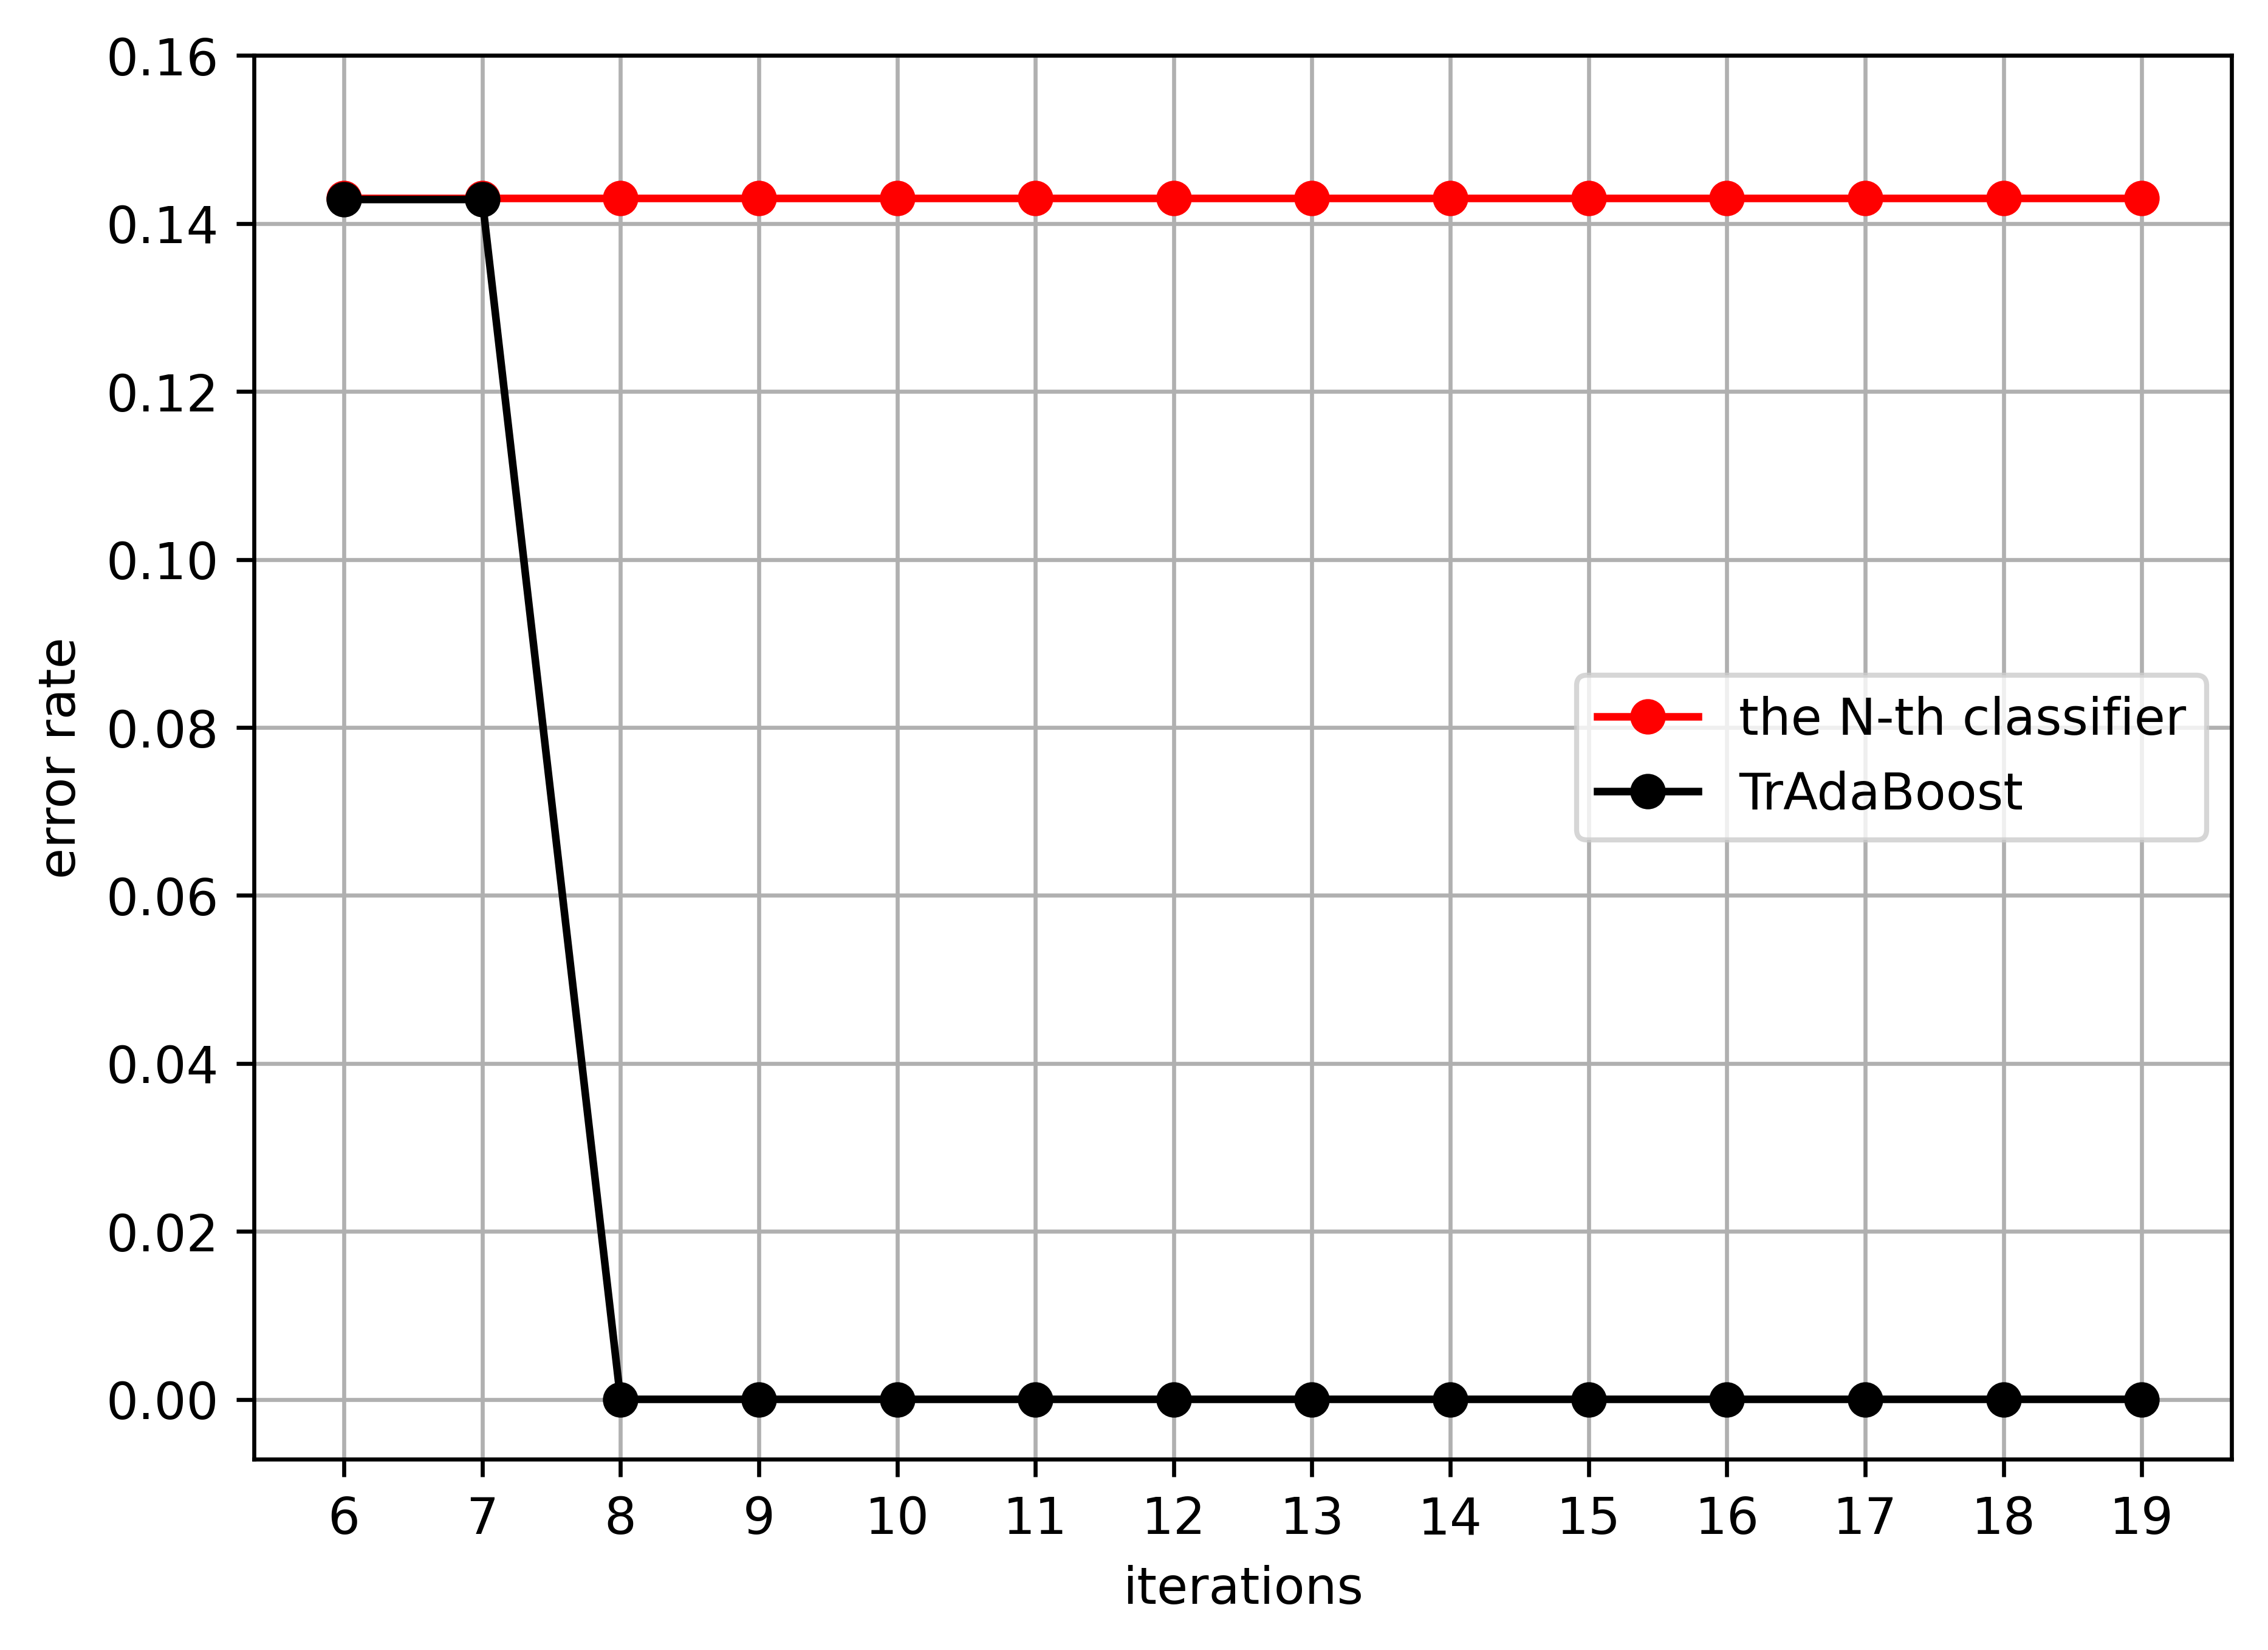 0.16
0.14
0.12
0.10
0.08
0.06
0.04
0.02
0.00
error rate
the N-th classifier
TrAdaBoost
6 7 8 9 10 11 12 13 14 15 16 17 18 19
iterations